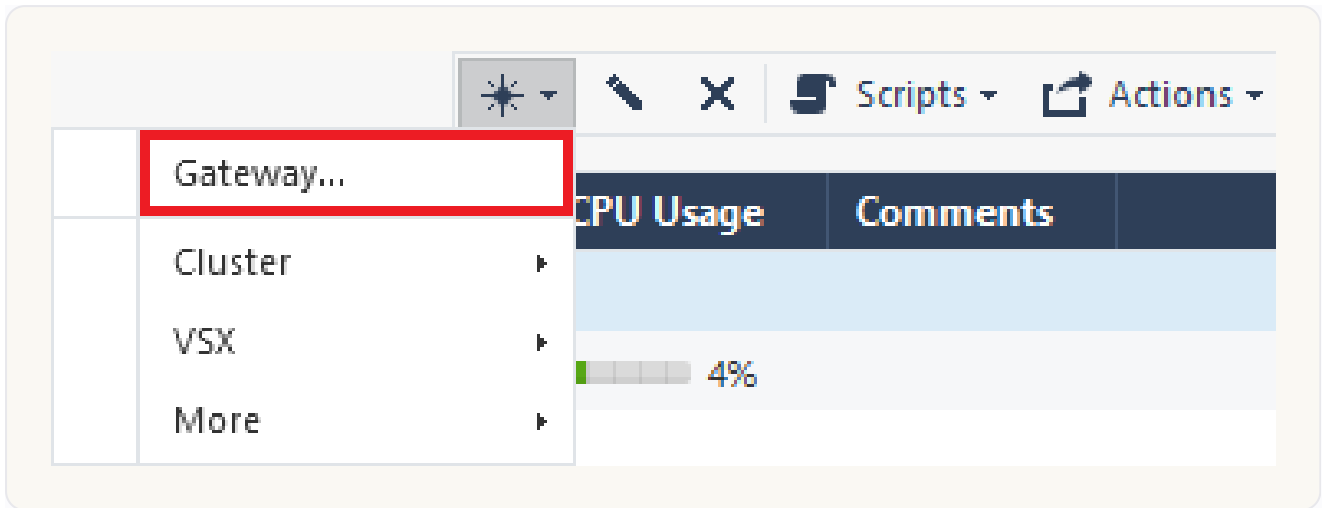 Scripts Actions
Gateway...
CPU Usage Comments
Cluster
VSX
4%
More